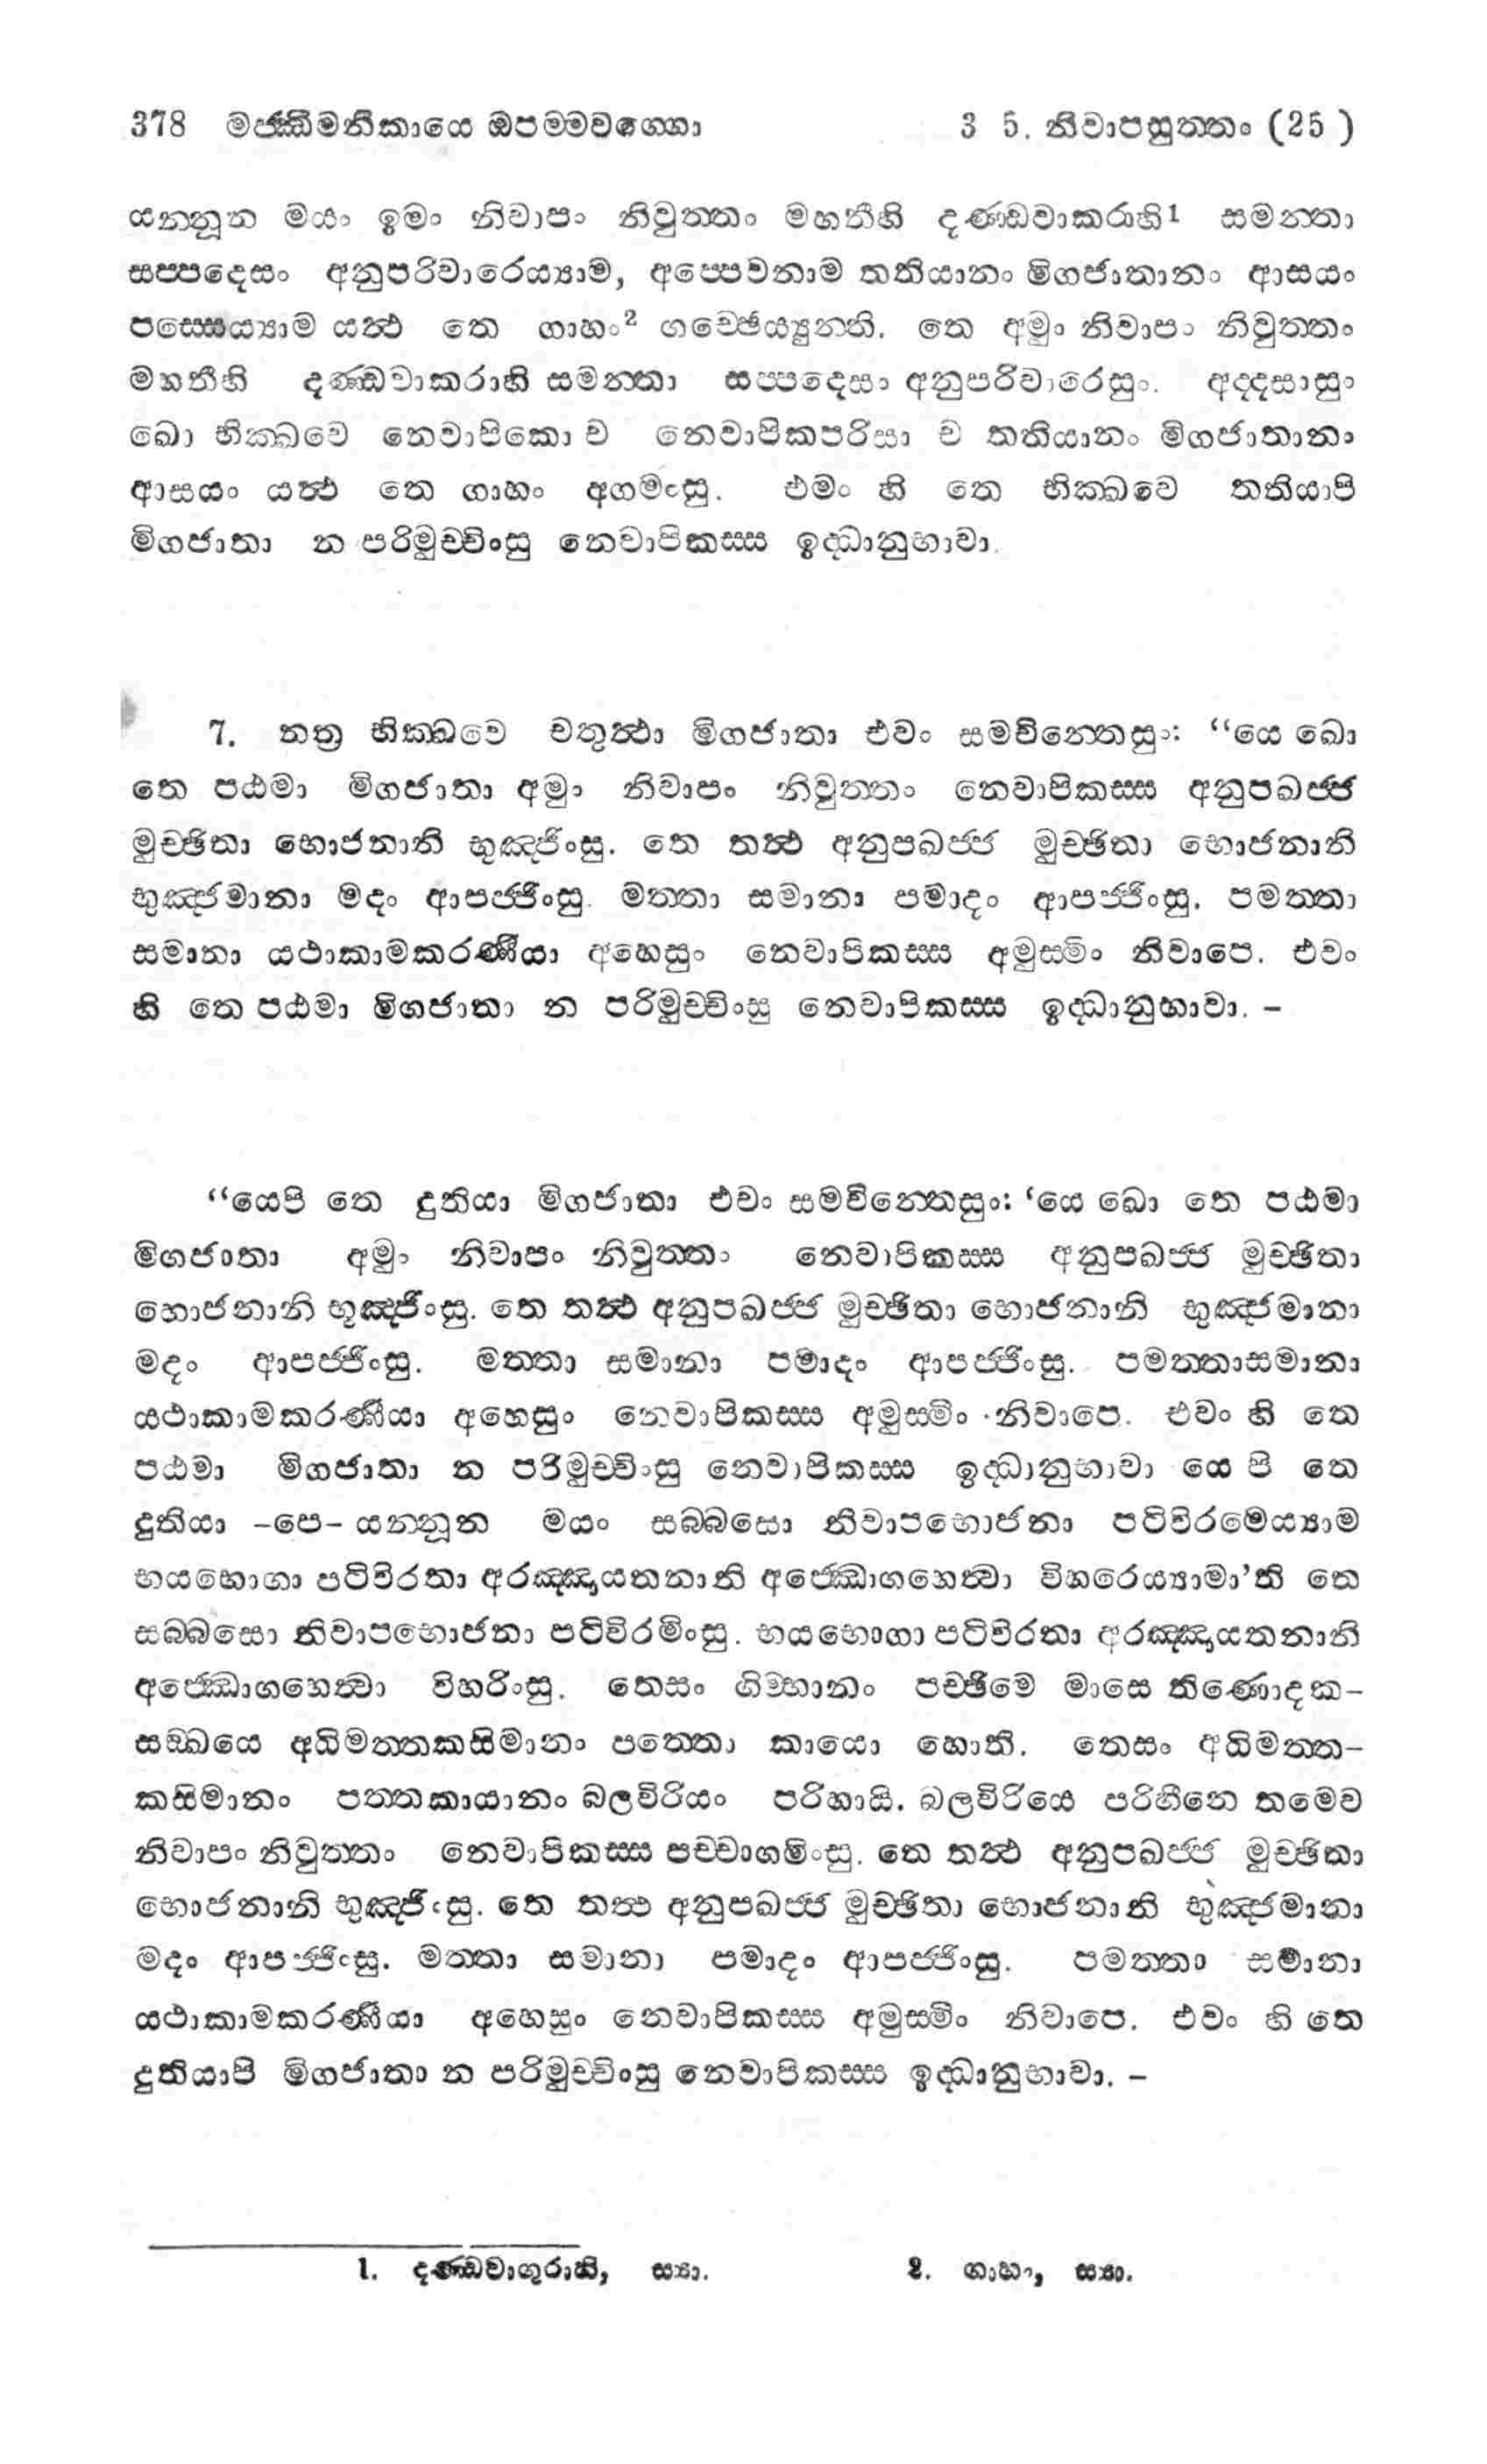 378 මජ්ඣිමනිකායෙ ඔපම්මවග්ගො 3 5. නිවාපසුත්තං (25 )
යන්නූන මයං ඉමං නිවාපං නිවුත්තං මහතීහි දණ්ඩවාකරාහි1 සමන්තා
සප්පදෙසං අනුපරිවාරෙය්‍යාම, අප්පෙවනාම තතියානං මිගජාතානං ආසයං
පස්සෙය්‍යාම යත්‍ථ තෙ ගාහං2 ගච්ඡෙය්‍යුන්ති. තෙ අමුං නිවාපං නිවුත්තං
මහතීහි දණ්ඩවාකරාහි සමන්තා සප්පදෙසං අනුපරිවාරෙසුං. අද්දසාසුං
ඛො භික්ඛවෙ නෙවාපිකො ච නෙවාපිකපරිසා ච තතියානං මිගජාතානං
ආසයං යත්‍ථ තෙ ගාහං අගමංසු. එමං හි තෙ භික්ඛවෙ තතියාපි
මිගජාතා න පරිමුච්චිංසු නෙවාපිකස්ස ඉද්ධානුභාවා.
7. තත්‍ර භික්ඛවෙ චතුත්‍ථා මිගජාතා එවං සමචින්තෙසුං: “යෙ ඛො
තෙ පඨමා මිගජාතා අමුං නිවාපං නිවුත්තං නෙවාපිකස්ස අනුපඛජ්ජ
මුච්ඡිතා භොජනානි භුඤ්ජිංසු. තෙ තත්‍ථ අනුපඛජ්ජ මුච්ඡිතා භොජනානි
භුඤ්ජමානා මදං ආපජ්ජිංසු. මත්තා සමානා පමාදං ආපජ්ජිංසු. පමත්තා
සමානා යථාකාමකරණීයා අහෙසුං නෙවාපිකස්ස අමුස්මිං නිවාපෙ. එවං
හි තෙ පඨමා මිගජාතා න පරිමුච්චිංසු නෙවාපිකස්ස ඉද්ධානුභාවා. –
“යෙපි තෙ දුතියා මිගජාතා එවං සමචින්තෙසුං: ‘යෙ ඛො තෙ පඨමා
මිගජාතා අමුං නිවාපං නිවුත්තං නෙවාපිකස්ස අනුපඛජ්ජ මුච්ඡිතා
භොජනානි භූඤ්ජිංසු. තෙ තත්‍ථ අනුපඛජ්ජ මුච්ඡිතා භොජනානි භුඤ්ජමානා
මදං ආපජ්ජිංසු. මත්තා සමානා පමාදං ආපජ්ජිංසු. පමත්තාසමානා
යථාකාමකරණීයා අහෙසුං නෙවාපිකස්ස අමුස්මිං නිවාපෙ. එවං හි තෙ
පඨමා මිගජාතා න පරිමුච්චිංසු නෙවාපිකස්ස ඉද්ධානුභාවා යෙ පි තෙ
දුතියා –පෙ– යන්නූන මයං සබ්බසො නිවාපභොජනා පටිවිරමෙය්‍යාම
භයභොගා පටිවිරතා අරඤ්ඤායතනානි අජ්ඣොගහෙත්‍වා විහරෙය්‍යාමා’ති තෙ
සබ්බසො නිවාපභොජනා පටිවිරමිංසු. භයභොගා පටිවිරතා අරඤ්ඤායතනානි
අජ්ඣොගහෙත්‍වා විහරිංසු. තෙසං ගිම්හානං පච්ඡිමෙ මාසෙ තිණොදක–
සඞ්ඛයෙ අධිමත්තකසිමානං පත්තො කායො හොති. තෙසං අධිමත්ත–
කසිමානං පත්තකායානං බලවිරියං පරිහායි. බලවිරියෙ පරිහීනෙ තමෙව
නිවාපං නිවුත්තං නෙවාපිකස්ස පච්චාගමිංසු. තෙ තත්‍ථ අනුපඛජ්ජ මුච්ඡිතා
භොජනානි භුඤ්ජිංසු. තෙ තත්‍ථ අනුපඛජ්ජ මුච්ඡිතා භොජනානි භුඤ්ජමානා
මදං ආපජ්ජිංසු. මත්තා සමානා පමාදං ආපජ්ජිංසු. පමත්තා සමානා
යථාකාමකරණීයා අහෙසුං නෙවාපිකස්ස අමුස්මිං නිවාපෙ. එවං හි තෙ
දුතියාපි මිගජාතා න පරිමුච්චිංසු නෙවාපිකස්ස ඉද්ධානුභාවා. –
1. දණ්ඩවාගුරාහි, ස්‍යා. 2. ගාහං, ස්‍යා.